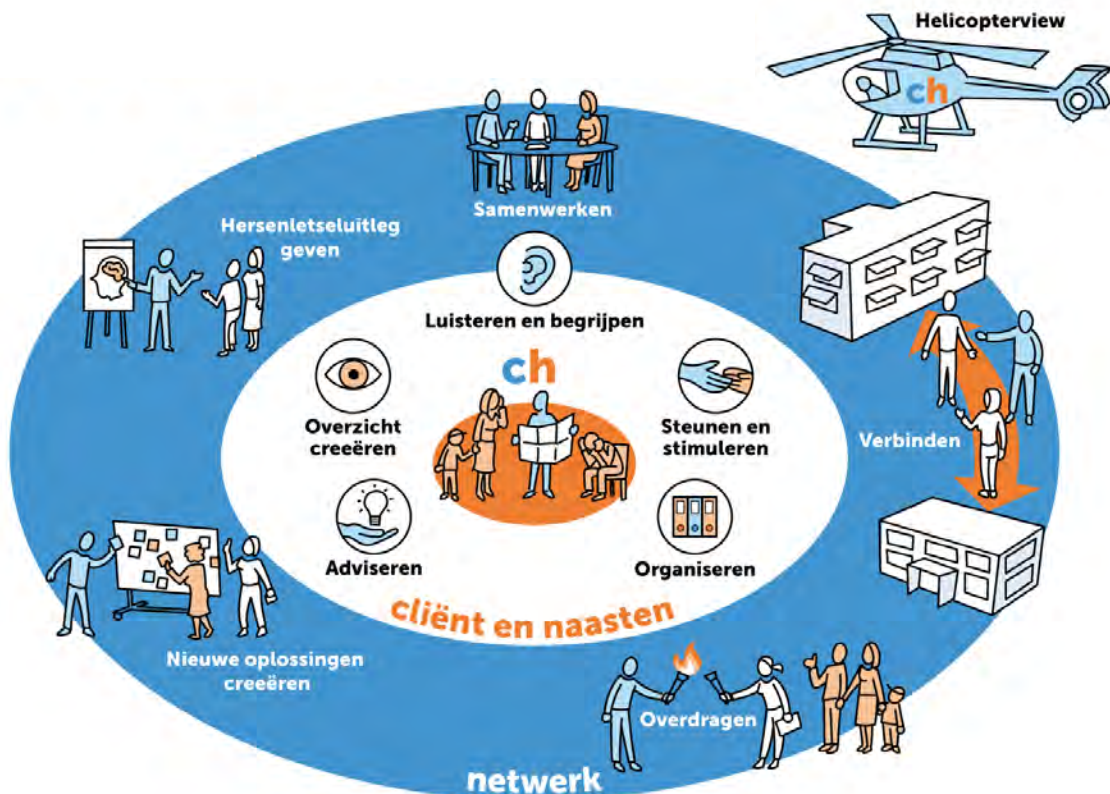 Helicopterview
ch
Samenwerken
Hersenletseluitleg
geven
Luisteren en begrijpen
ch
Overzicht
creeëren
Steunen en
stimuleren
Verbinden
Adviseren
Organiseren
cliënt en naasten
Nieuwe oplossingen
creeëren
Overdragen
netwerk